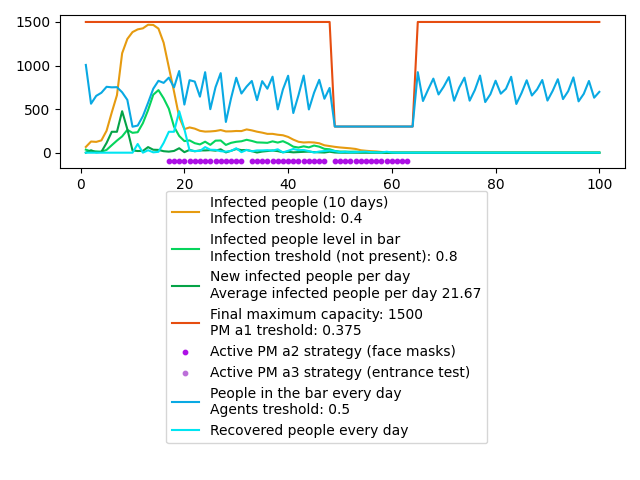 1500
1000
500
0
0 20 40 60 80 100
Infected people (10 days)
Infection treshold: 0.4
Infected people level in bar
Infection treshold (not present): 0.8
New infected people per day
Average infected people per day 21.67
Final maximum capacity: 1500
PM a1 treshold: 0.375
Active PM a2 strategy (face masks)
Active PM a3 strategy (entrance test)
People in the bar every day
Agents treshold: 0.5
Recovered people every day